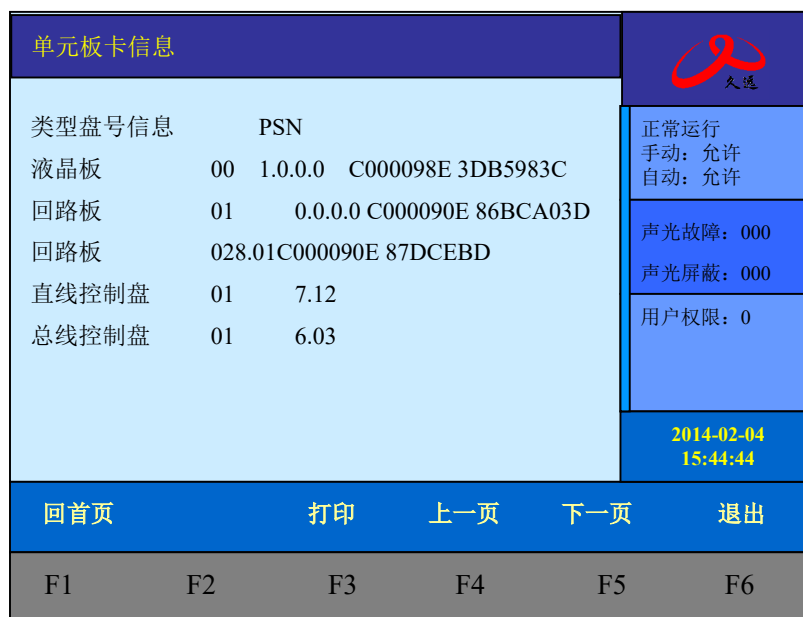 单元板卡信息
久远
类型盘号信息 PSN
液晶板 00 1.0.0.0 C000098E 3DB5983C
回路板 01 0.0.0.0 C000090E 86BCA03D
回路板 028.01C000090E 87DCEBD
直线控制盘 01 7.12
总线控制盘 01 6.03
正常运行
手动：允许
自动：允许
声光故障：000
声光屏蔽：000
用户权限：0
2014-02-04
15:44:44
回首页 打印 上一页 下一页 退出
F1 F2 F3 F4 F5 F6